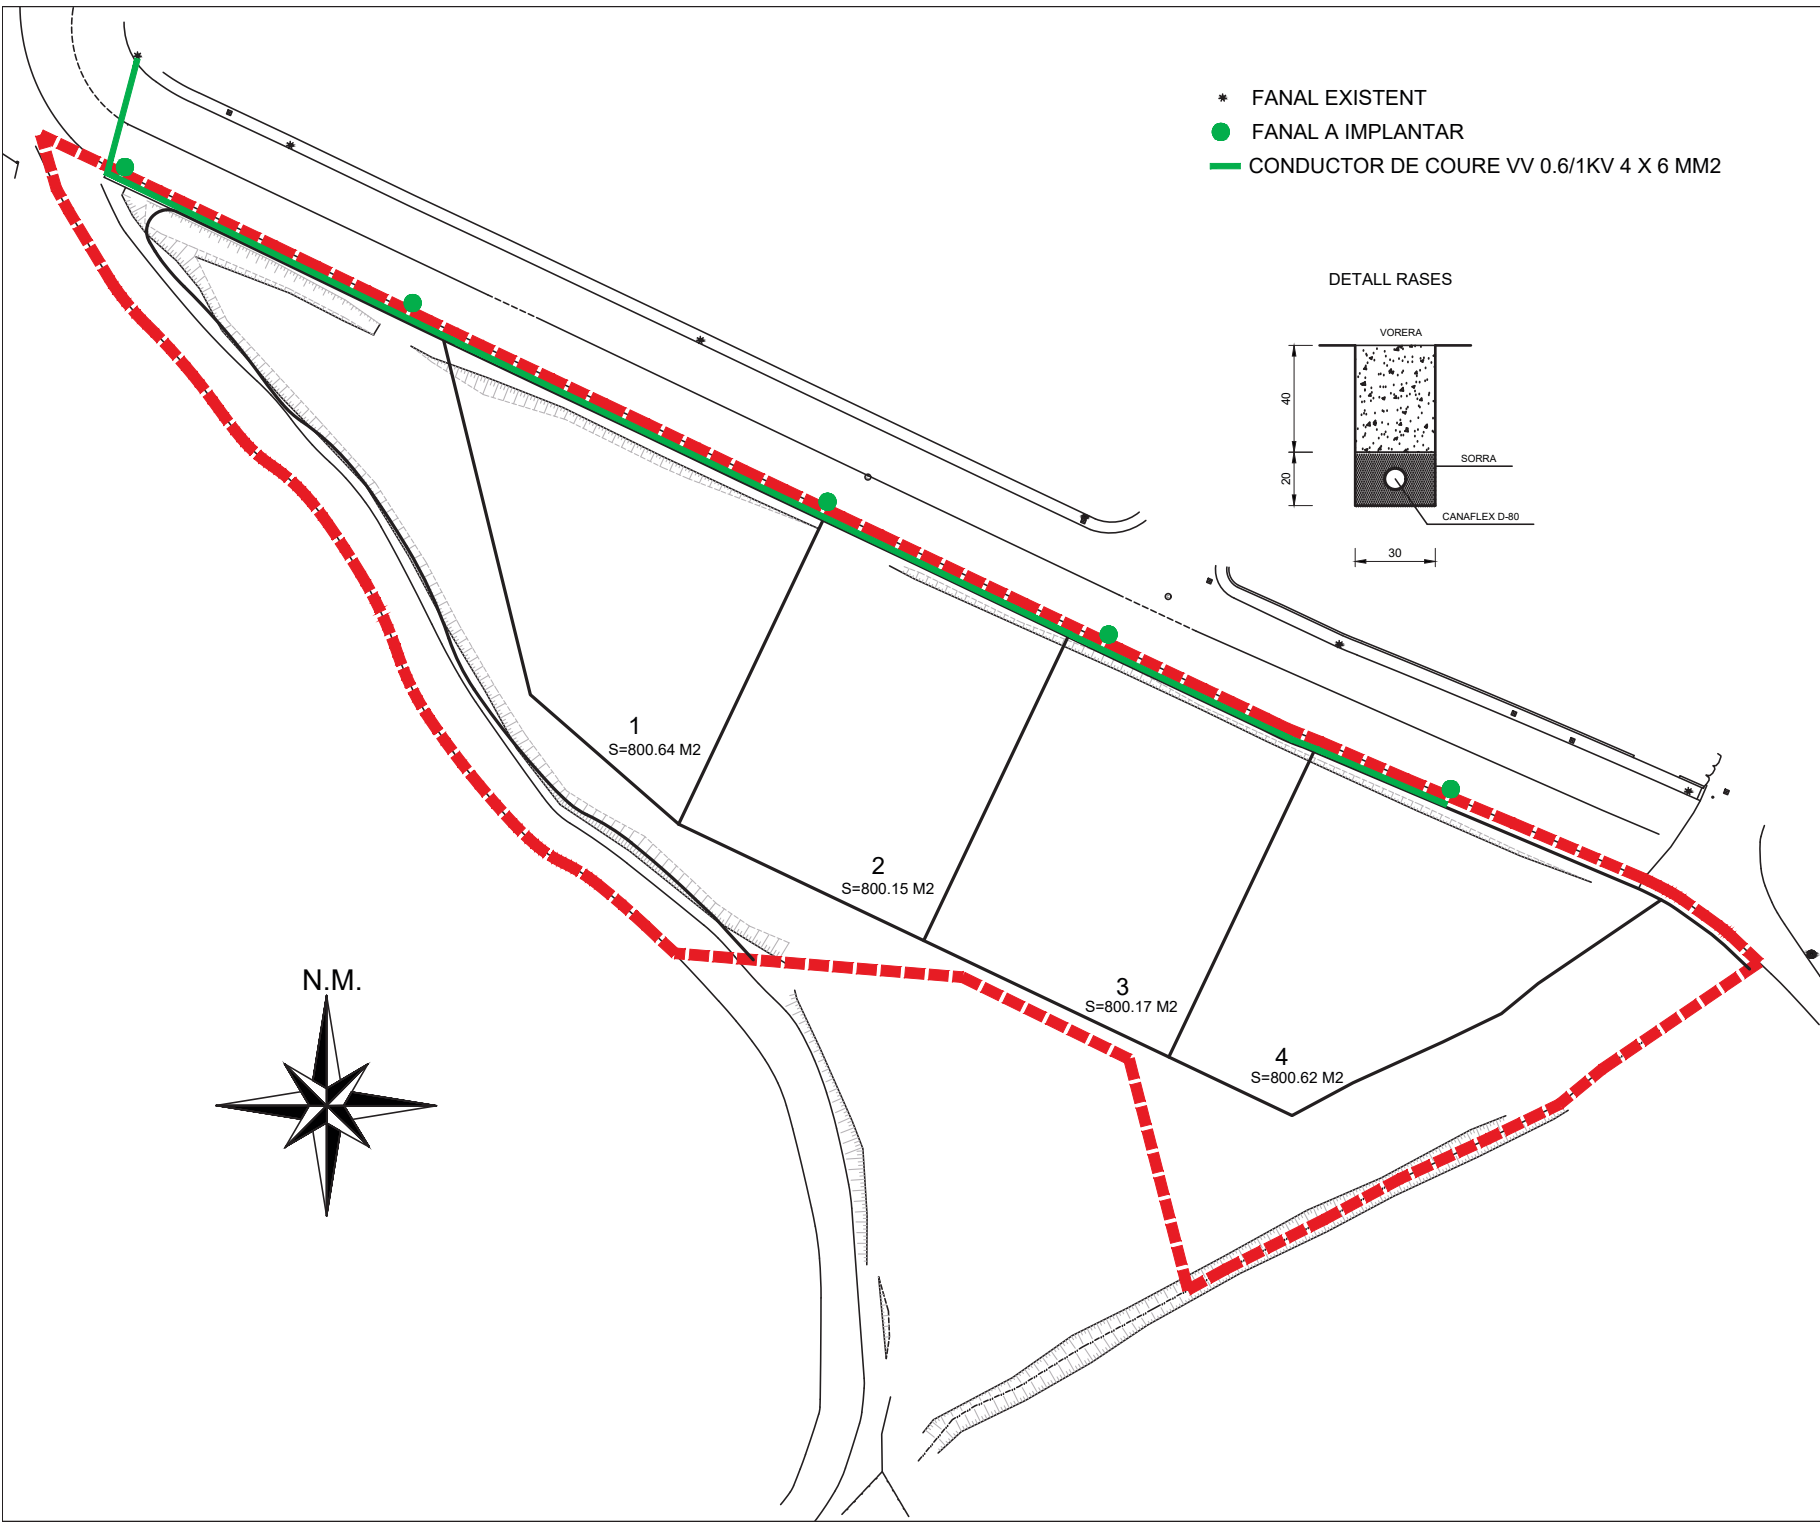 FANAL EXISTENT
FANAL A IMPLANTAR
CONDUCTOR DE COURE VV 0.6/1KV 4 X 6 MM2
DETALL RASES
VORERA
40
SORRA
20
CANAFLEX D-80
30
1
S=800.64 M2
2
S=800.15 M2
3
S=800.17 M2
4
S=800.62 M2
N.M.